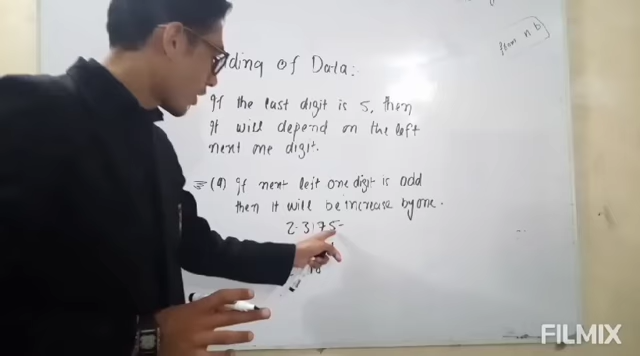 from n b
of Data:-
If the last digit is 5, then
it will depend on the left
next one digit.
(a) If next left one digit is odd
then it will be increase by one.
2.3175
FILMIX